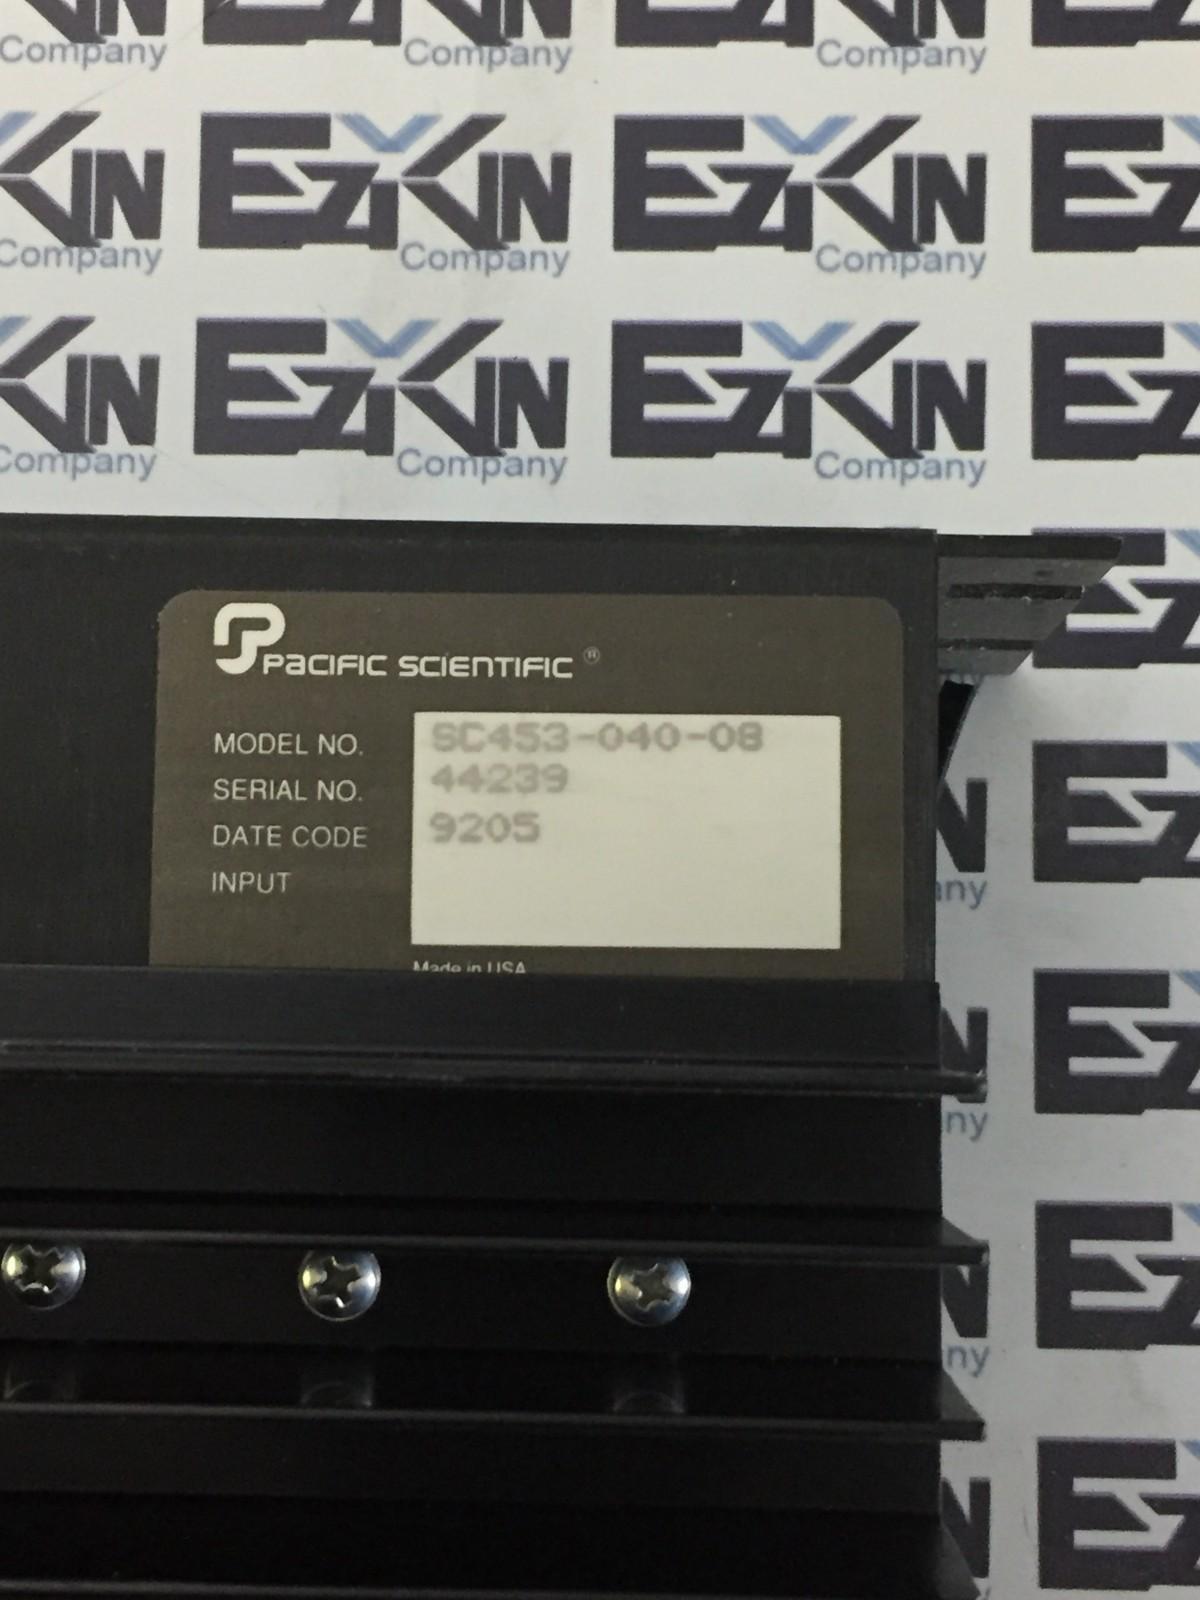 Company Company Company
EZKIN EZKIN
Company Company Company
EZKIN EZKIN
Company Company Company
PACIFIC SCIENTIFIC ®
MODEL NO. SC453-040-08
SERIAL NO. 44239
DATE CODE 9205
INPUT
Made in USA